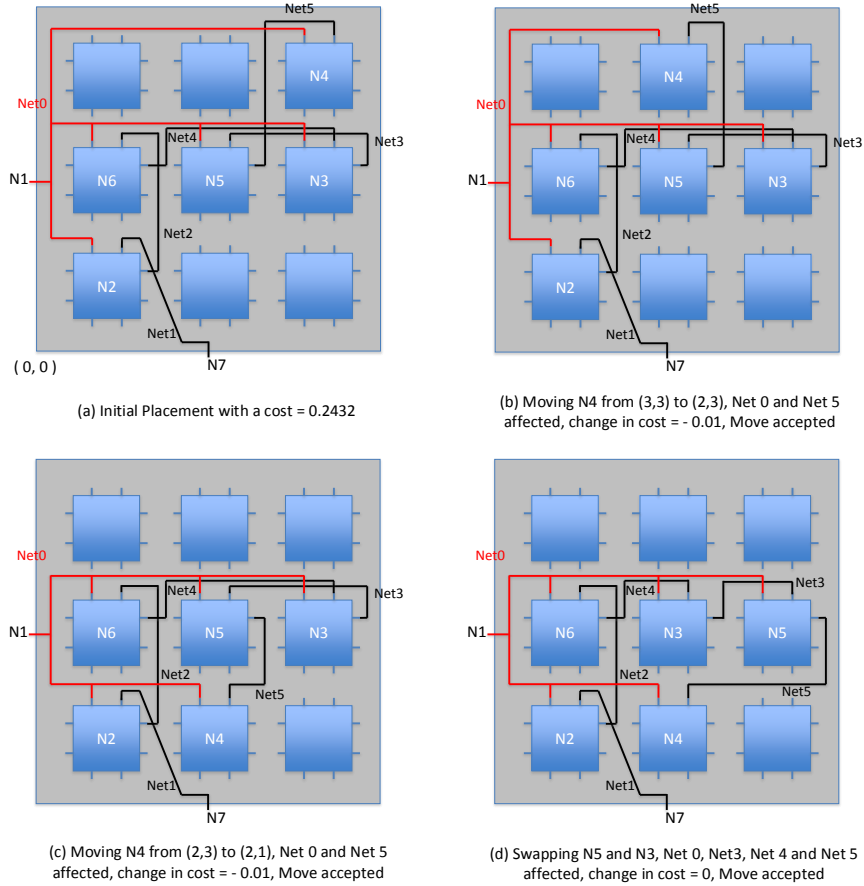 Net5
N4
Net0
Net4
Net3
N6
N5
N3
N1
Net2
N2
Net1
N7
( 0, 0 )
(a) Initial Placement with a cost = 0.2432
Net5
N4
Net0
Net4
Net3
N6
N5
N3
N1
Net2
N2
Net1
N7
(b) Moving N4 from (3,3) to (2,3), Net 0 and Net 5
affected, change in cost = - 0.01, Move accepted
Net0
Net4
Net3
N6
N5
N3
N1
Net2
Net5
N2
N4
Net1
N7
(c) Moving N4 from (2,3) to (2,1), Net 0 and Net 5
affected, change in cost = - 0.01, Move accepted
Net0
Net3
Net4
N6
N3
N5
N1
Net2
Net5
N2
N4
Net1
N7
(d) Swapping N5 and N3, Net 0, Net3, Net 4 and Net 5
affected, change in cost = 0, Move accepted